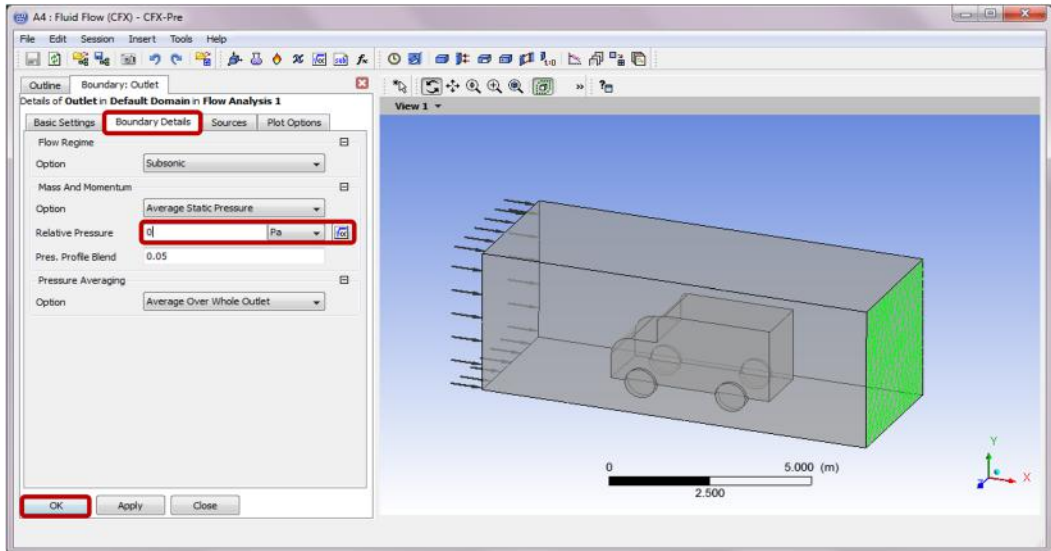 A4 : Fluid Flow (CFX) - CFX-Pre
File Edit Session Insert Tools Help
Outline Boundary: Outlet
Details of Outlet in Default Domain in Flow Analysis 1
Basic Settings Boundary Details Sources Plot Options
Flow Regime
Option Subsonic
Mass And Momentum
Option Average Static Pressure
Relative Pressure 0 Pa
Pres. Profile Blend 0.05
Pressure Averaging
Option Average Over Whole Outlet
OK Apply Close
View 1
0 5.000 (m)
2.500
Y
X